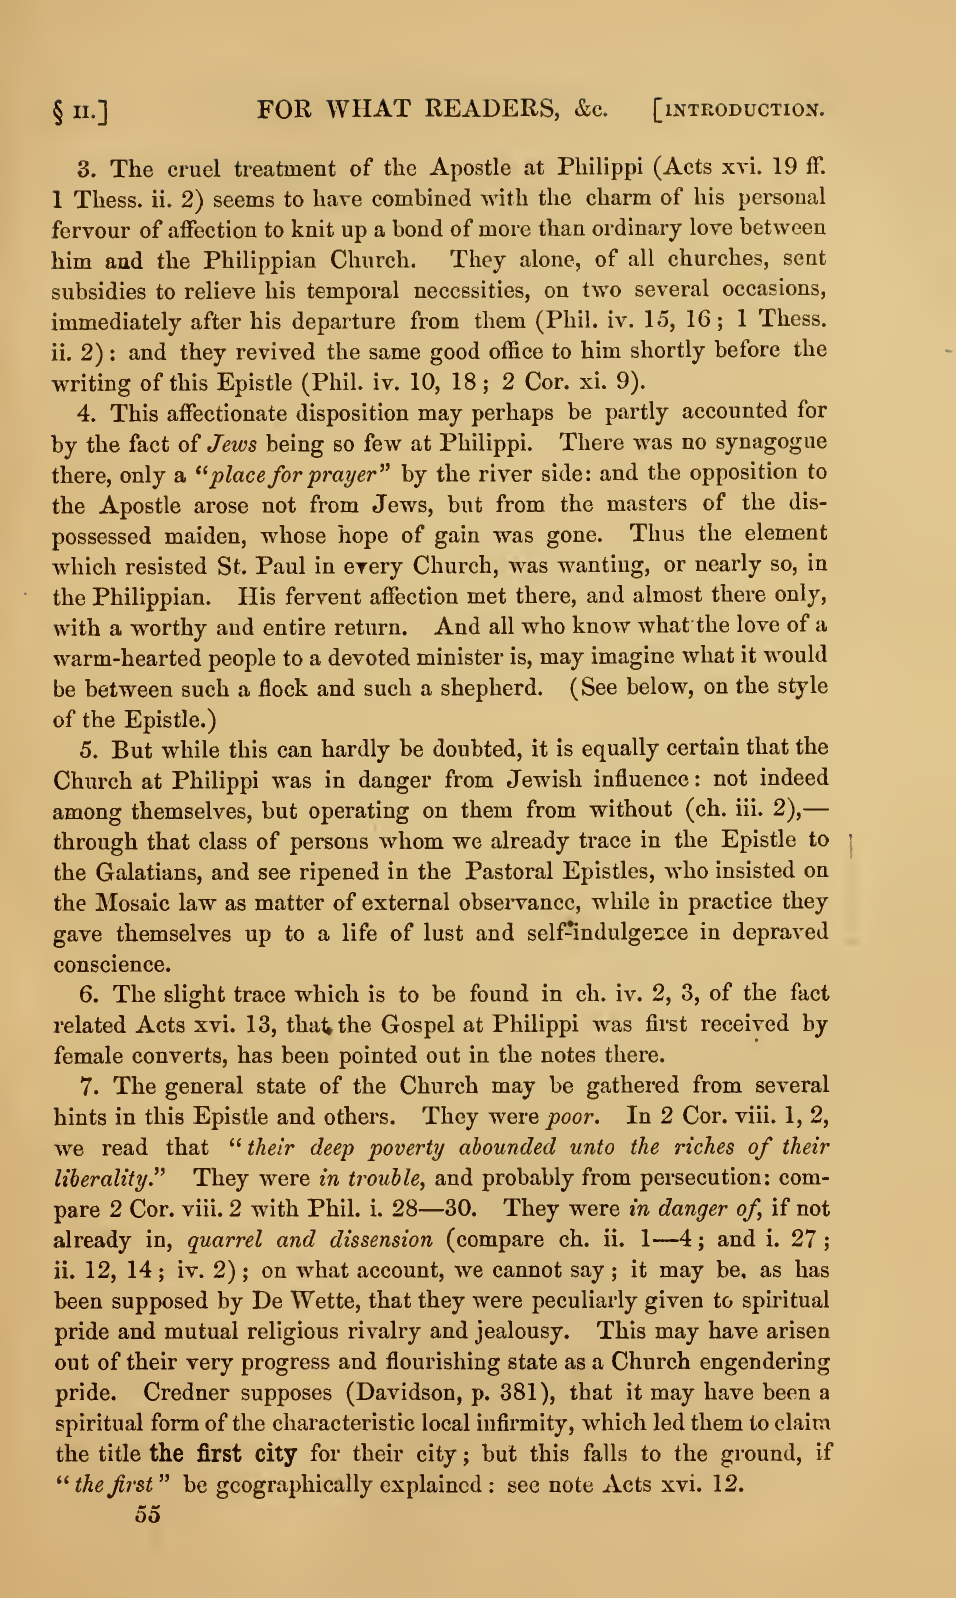 § II.] FOR WHAT READERS, &c. [INTRODUCTION.
3. The cruel treatment of the Apostle at Philippi (Acts xvi. 19 ff.
1 Thess. ii. 2) seems to have combined with the charm of his personal
fervour of affection to knit up a bond of more than ordinary love between
him and the Philippian Church. They alone, of all churches, sent
subsidies to relieve his temporal necessities, on two several occasions,
immediately after his departure from them (Phil. iv. 15, 16; 1 Thess.
ii. 2): and they revived the same good office to him shortly before the
writing of this Epistle (Phil. iv. 10, 18; 2 Cor. xi. 9).
4. This affectionate disposition may perhaps be partly accounted for
by the fact of Jews being so few at Philippi. There was no synagogue
there, only a “place for prayer” by the river side: and the opposition to
the Apostle arose not from Jews, but from the masters of the dis-
possessed maiden, whose hope of gain was gone. Thus the element
which resisted St. Paul in every Church, was wanting, or nearly so, in
the Philippian. His fervent affection met there, and almost there only,
with a worthy and entire return. And all who know what the love of a
warm-hearted people to a devoted minister is, may imagine what it would
be between such a flock and such a shepherd. (See below, on the style
of the Epistle.)
5. But while this can hardly be doubted, it is equally certain that the
Church at Philippi was in danger from Jewish influence: not indeed
among themselves, but operating on them from without (ch. iii. 2),—
through that class of persons whom we already trace in the Epistle to
the Galatians, and see ripened in the Pastoral Epistles, who insisted on
the Mosaic law as matter of external observance, while in practice they
gave themselves up to a life of lust and self-indulgence in depraved
conscience.
6. The slight trace which is to be found in ch. iv. 2, 3, of the fact
related Acts xvi. 13, that the Gospel at Philippi was first received by
female converts, has been pointed out in the notes there.
7. The general state of the Church may be gathered from several
hints in this Epistle and others. They were poor. In 2 Cor. viii. 1, 2,
we read that “their deep poverty abounded unto the riches of their
liberality.” They were in trouble, and probably from persecution: com-
pare 2 Cor. viii. 2 with Phil. i. 28—30. They were in danger of, if not
already in, quarrel and dissension (compare ch. ii. 1—4; and i. 27;
ii. 12, 14; iv. 2); on what account, we cannot say; it may be, as has
been supposed by De Wette, that they were peculiarly given to spiritual
pride and mutual religious rivalry and jealousy. This may have arisen
out of their very progress and flourishing state as a Church engendering
pride. Credner supposes (Davidson, p. 381), that it may have been a
spiritual form of the characteristic local infirmity, which led them to claim
the title the first city for their city; but this falls to the ground, if
“the first” be geographically explained: see note Acts xvi. 12.
55